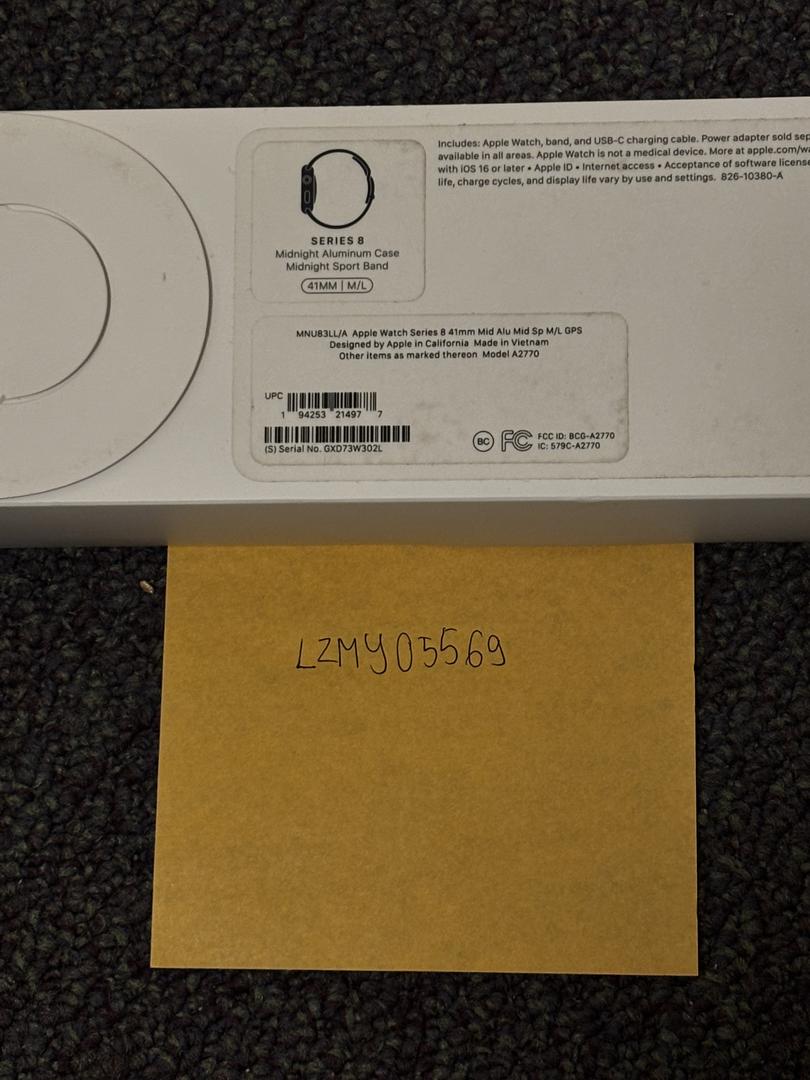 Includes: Apple Watch, band, and USB-C charging cable. Power adapter sold
available in all areas. Apple Watch is not a medical device. More at
with iOS 16 or later • Apple ID • Internet access • Acceptance of software
life, charge cycles, and display life vary by use and settings. 826-10380-A
SERIES 8
Midnight Aluminum Case
Midnight Sport Band
41MM | M/L
MNU83LL/A Apple Watch Series 8 41mm Mid Alu Mid Sp M/L GPS
Designed by Apple in California Made in Vietnam
Other items as marked thereon Model A2770
UPC
1 94253 21497 7
(S) Serial No. GXD73W302L
BC FC FCC ID: BCG-A2770
IC: 579C-A2770
LZMY05569